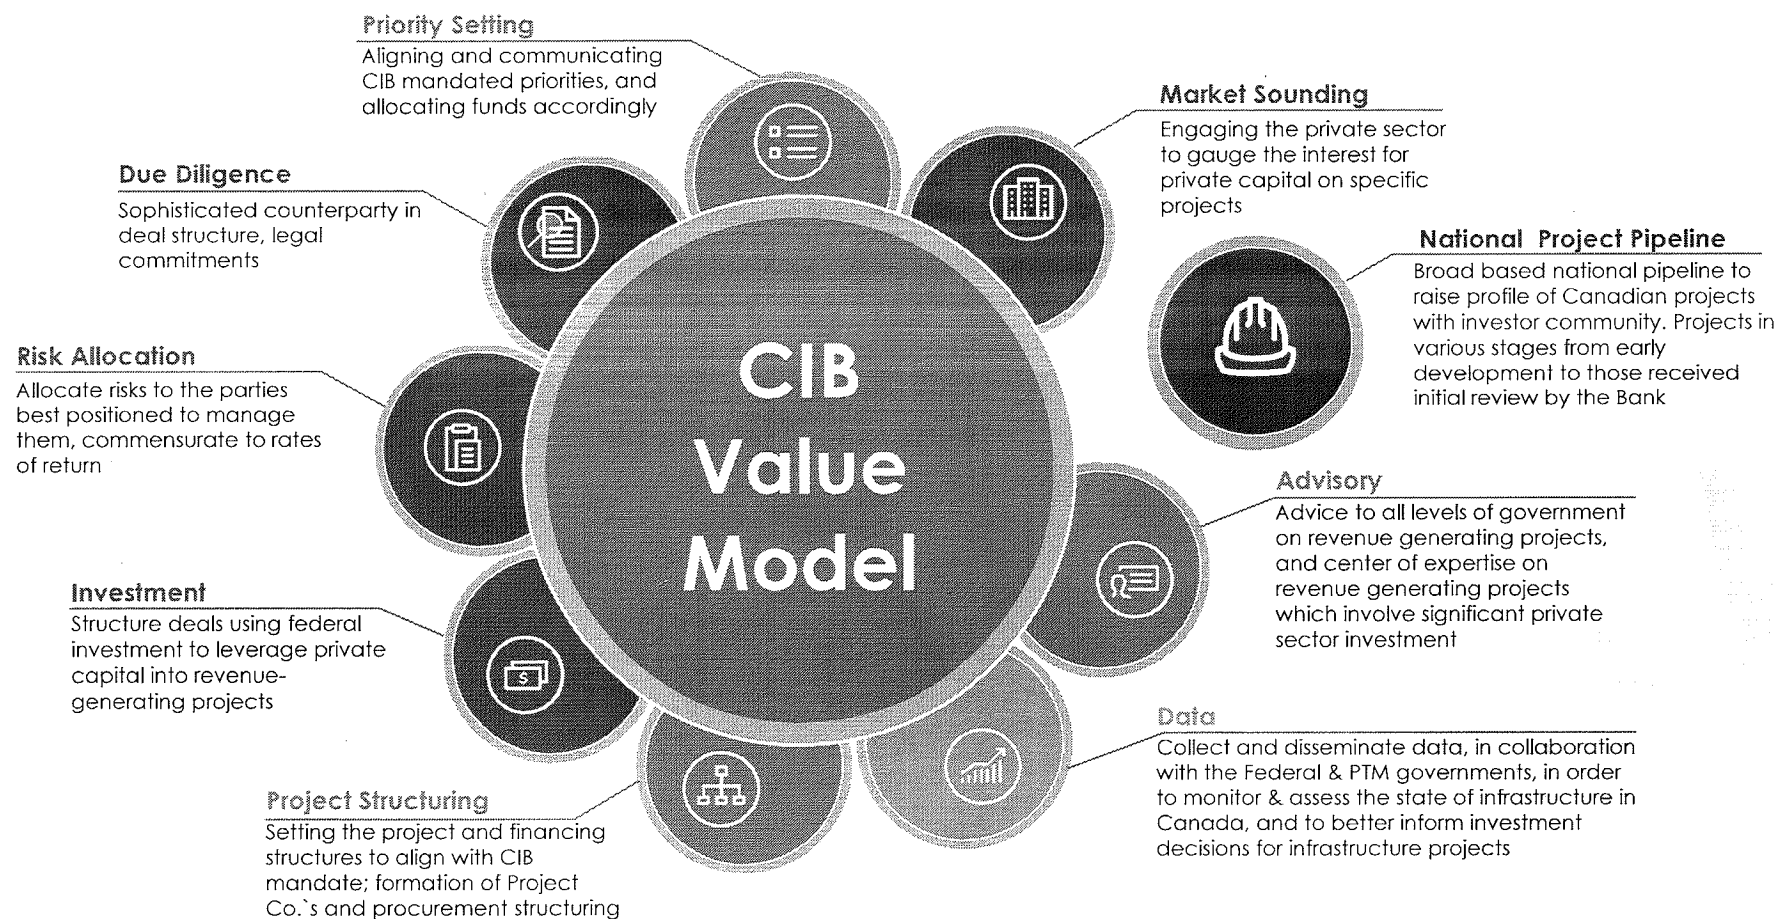 Priority Setting
Aligning and communicating
CIB mandated priorities, and
allocating funds accordingly
Market Sounding
Engaging the private sector
to gauge the interest for
private capital on specific
projects
Due Diligence
Sophisticated counterparty in
deal structure, legal
commitments
National Project Pipeline
Broad based national pipeline to
raise profile of Canadian projects
with investor community. Projects in
various stages from early
development to those received
initial review by the Bank
Risk Allocation
Allocate risks to the parties
best positioned to manage
them, commensurate to rates
of return
CIB
Value
Model
Advisory
Advice to all levels of government
on revenue generating projects,
and center of expertise on
revenue generating projects
which involve significant private
sector investment
Investment
Structure deals using federal
investment to leverage private
capital into revenue-
generating projects
$
Data
Collect and disseminate data, in collaboration
with the Federal & PTM governments, in order
to monitor & assess the state of infrastructure in
Canada, and to better inform investment
decisions for infrastructure projects
Project Structuring
Setting the project and financing
structures to align with CIB
mandate; formation of Project
Co.`s and procurement structuring